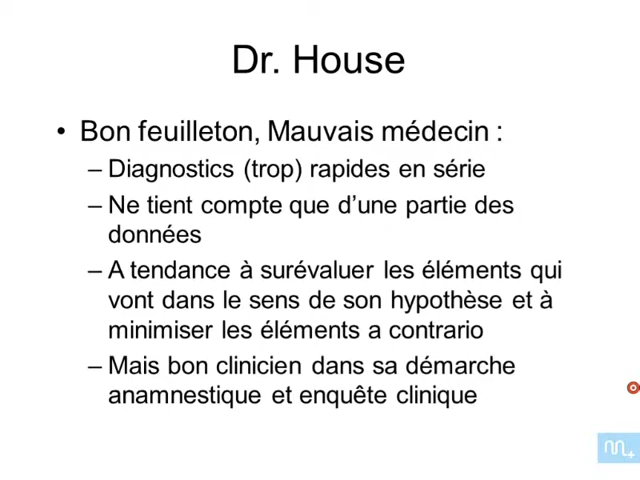 Dr. House
• Bon feuilleton, Mauvais médecin :
– Diagnostics (trop) rapides en série
– Ne tient compte que d’une partie des
données
– A tendance à surévaluer les éléments qui
vont dans le sens de son hypothèse et à
minimiser les éléments a contrario
– Mais bon clinicien dans sa démarche
anamnestique et enquête clinique